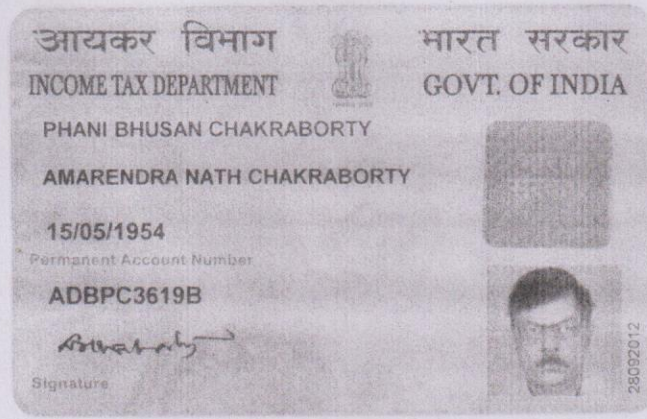 आयकर विभाग भारत सरकार
INCOME TAX DEPARTMENT GOVT. OF INDIA
PHANI BHUSAN CHAKRABORTY
AMARENDRA NATH CHAKRABORTY
15/05/1954
Permanent Account Number
ADBPC3619B
Signature
28092012